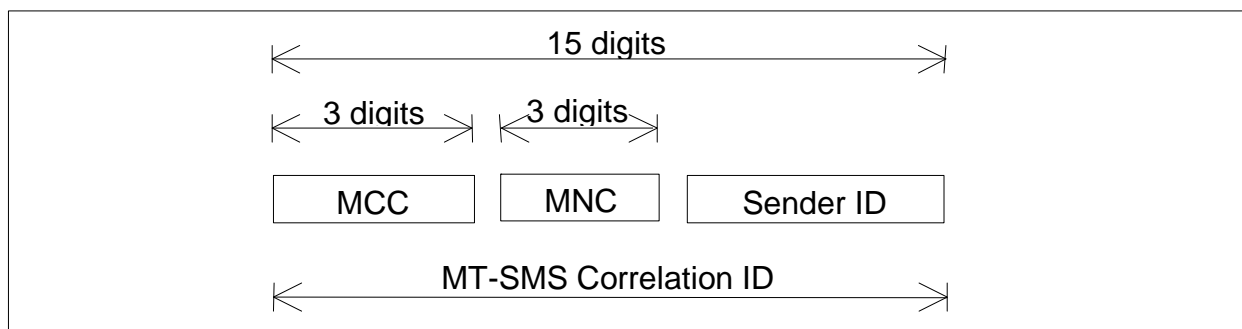 15 digits
3 digits 3 digits
MCC MNC Sender ID
MT-SMS Correlation ID